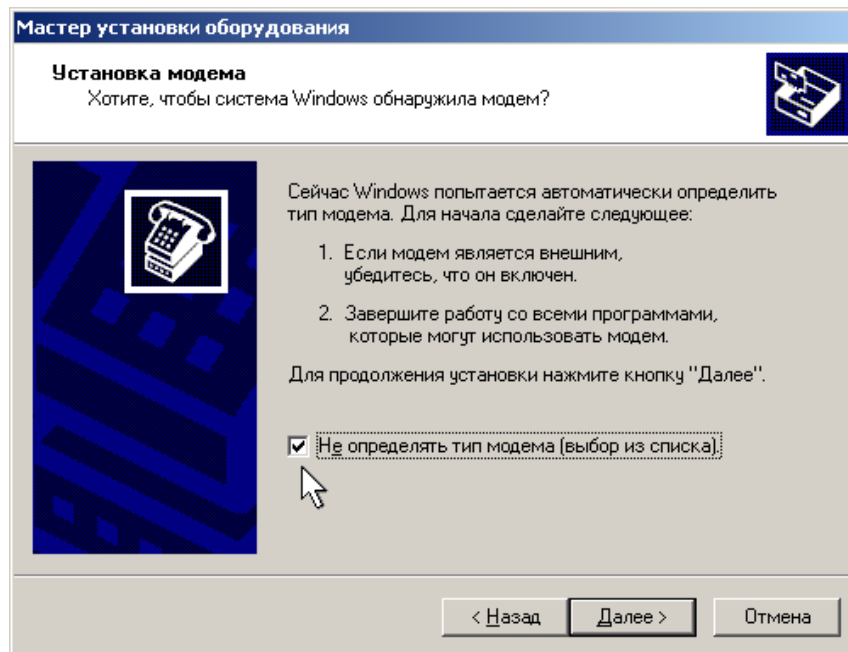 Мастер установки оборудования
Установка модема
Хотите, чтобы система Windows обнаружила модем?
Сейчас Windows попытается автоматически определить
тип модема. Для начала сделайте следующее:
1. Если модем является внешним,
убедитесь, что он включен.
2. Завершите работу со всеми программами,
которые могут использовать модем.
Для продолжения установки нажмите кнопку "Далее".
Не определять тип модема (выбор из списка).
< Назад Далее > Отмена